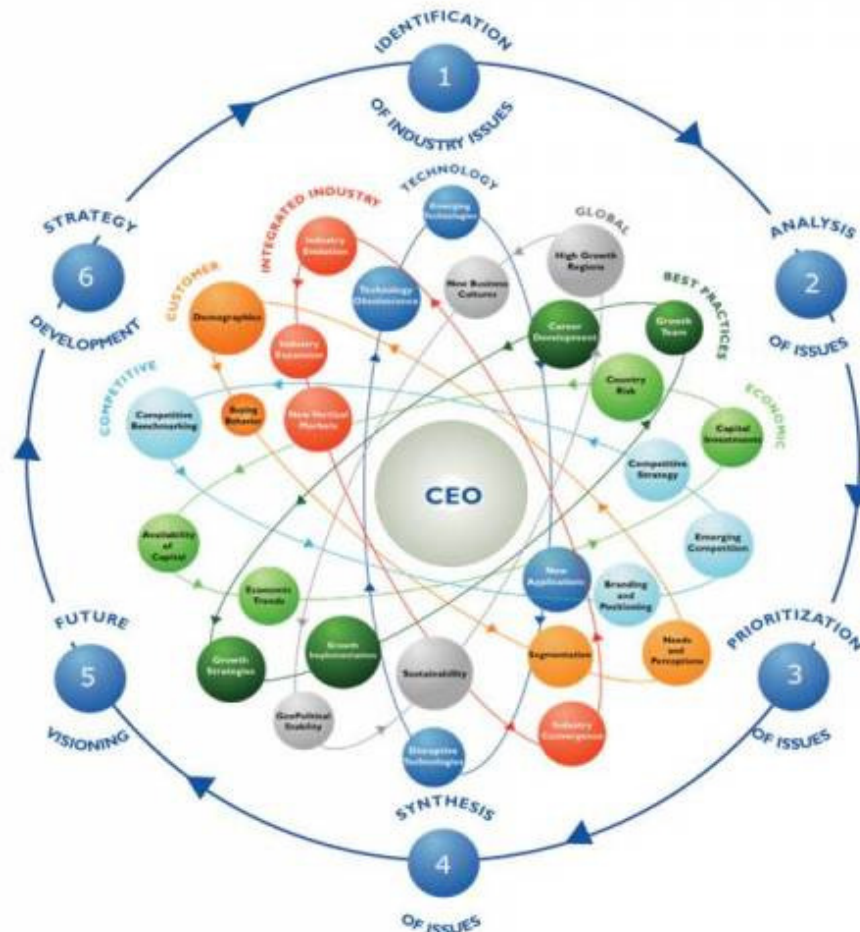 IDENTIFICATION
1
OF INDUSTRY ISSUES
ANALYSIS
2
OF ISSUES
PRIORITIZATION
3
OF ISSUES
SYNTHESIS
4
OF ISSUES
FUTURE
5
VISIONING
STRATEGY
6
DEVELOPMENT
TECHNOLOGY
Emerging
Technologies
Technology
Obsolescence
New
Applications
Disruptive
Technologies
GLOBAL
High Growth
Regions
New Business
Cultures
Sustainability
GeoPolitical
Stability
BEST PRACTICES
Career
Development
Growth
Team
Growth
Strategies
Growth
Implementation
ECONOMIC
Country
Risk
Capital
Investments
Availability
of
Capital
Economic
Trends
COMPETITIVE
Competitive
Benchmarking
Competitive
Strategy
Emerging
Competition
Branding
and
Positioning
CUSTOMER
Demographics
Buying
Behavior
Segmentation
Needs
and
Perceptions
INTEGRATED INDUSTRY
Industry
Evolution
Industry
Expansion
New Vertical
Markets
Industry
Convergence
CEO